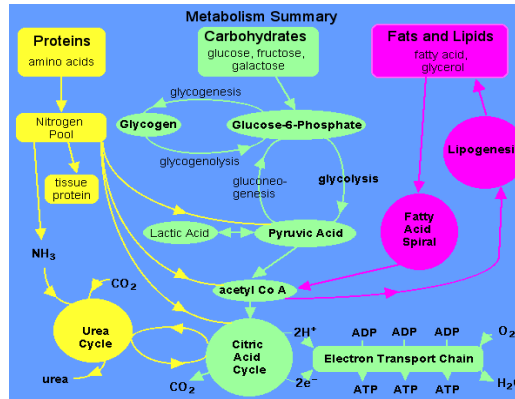 Metabolism Summary
Proteins
amino acids
Carbohydrates
glucose, fructose,
galactose
Fats and Lipids
fatty acid,
glycerol
glycogenesis
Nitrogen
Pool
Glycogen
Glucose-6-Phosphate
Lipogenesi
glycogenolysis
tissue
protein
gluconeo-
genesis
glycolysis
Lactic Acid
Pyruvic Acid
Fatty
Acid
Spiral
NH₃
CO₂
acetyl Co A
Urea
Cycle
Citric
Acid
Cycle
2H⁺
ADP ADP ADP
O₂
Electron Transport Chain
urea
CO₂
2e⁻
ATP ATP ATP
H₂